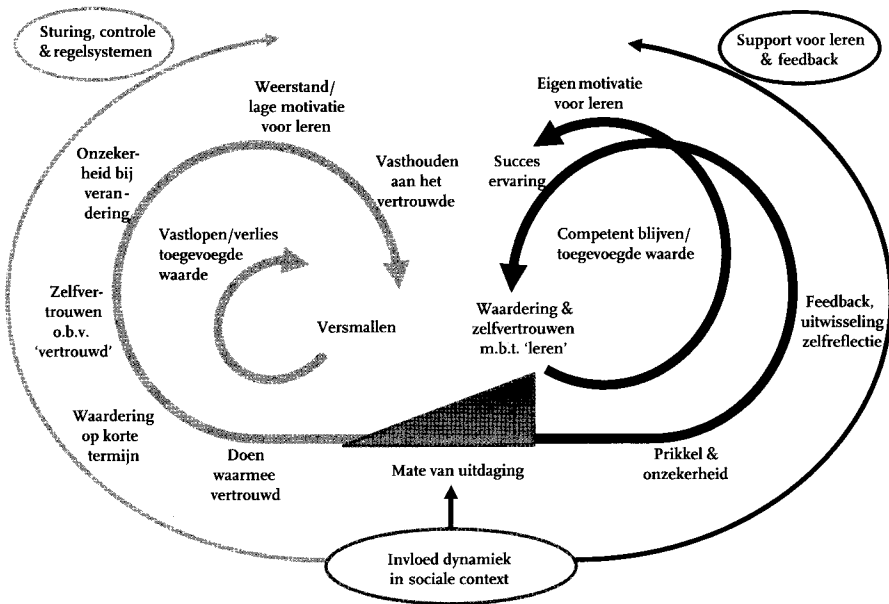 Sturing, controle
& regelsystemen
Support voor leren
& feedback
Weerstand/
lage motivatie
voor leren
Eigen motivatie
voor leren
Onzeker-
heid bij
veran-
dering
Vasthouden
aan het
vertrouwde
Succes
ervaring
Vastlopen/verlies
toegevoegde
waarde
Competent blijven/
toegevoegde waarde
Zelfver-
trouwen
o.b.v.
‘vertrouwd’
Versmallen
Waardering &
zelfvertrouwen
m.b.t. ‘leren’
Feedback,
uitwisseling
zelfreflectie
Waardering
op korte
termijn
Doen
waarmee
vertrouwd
Mate van uitdaging
Prikkel &
onzekerheid
Invloed dynamiek
in sociale context